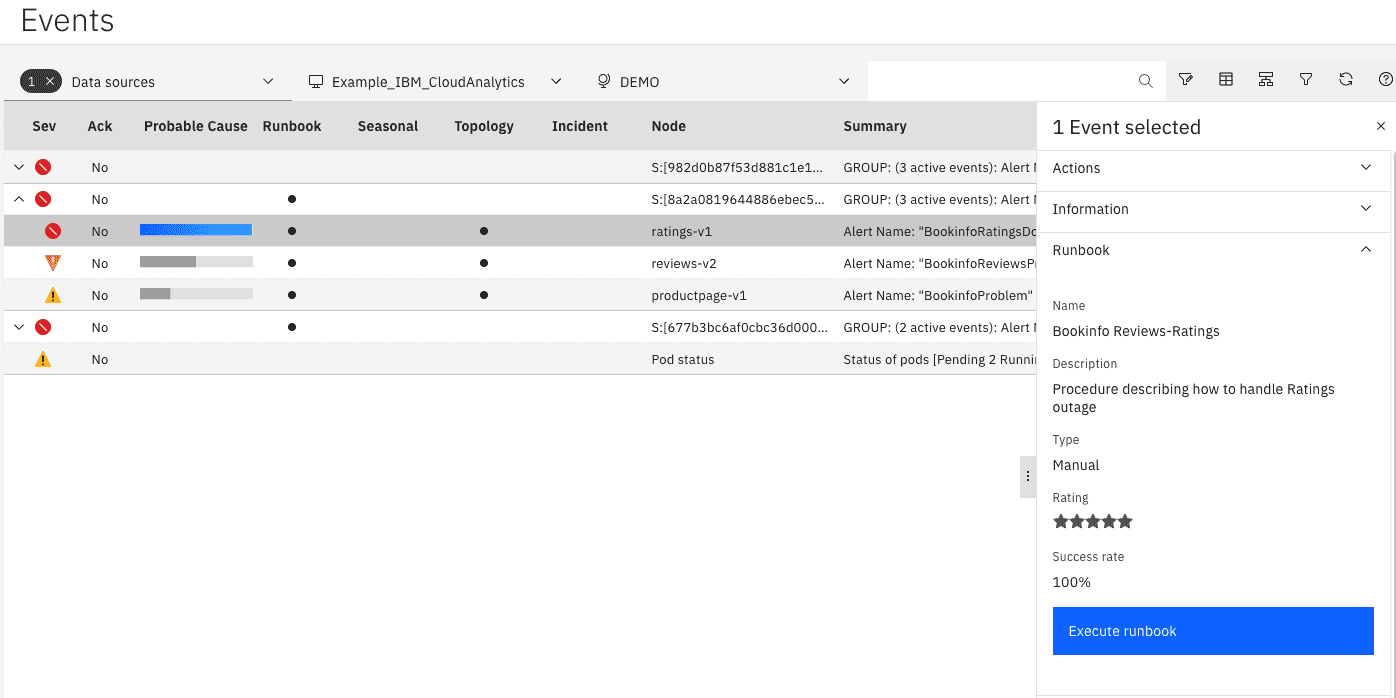 Events
1 × Data sources Example_IBM_CloudAnalytics DEMO
Sev Ack Probable Cause Runbook Seasonal Topology Incident Node Summary
No S:[982d0b87f53d881c1e1... GROUP: (3 active events): Alert N
No S:[8a2a0819644886ebec5... GROUP: (3 active events): Alert N
No ratings-v1 Alert Name: "BookinfoRatingsDo
No reviews-v2 Alert Name: "BookinfoReviewsPr
No productpage-v1 Alert Name: "BookinfoProblem"
No S:[677b3bc6af0cbc36d000... GROUP: (2 active events): Alert N
No Pod status Status of pods [Pending 2 Runnin
1 Event selected
Actions
Information
Runbook
Name
Bookinfo Reviews-Ratings
Description
Procedure describing how to handle Ratings
outage
Type
Manual
Rating
Success rate
100%
Execute runbook